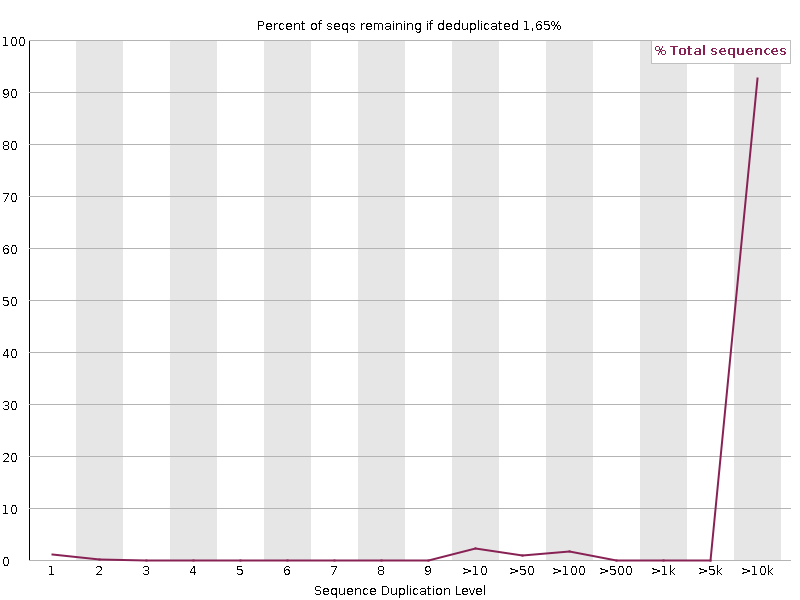 Percent of seqs remaining if deduplicated 1,65%
% Total sequences
100
90
80
70
60
50
40
30
20
10
0
1 2 3 4 5 6 7 8 9 >10 >50 >100 >500 >1k >5k >10k
Sequence Duplication Level